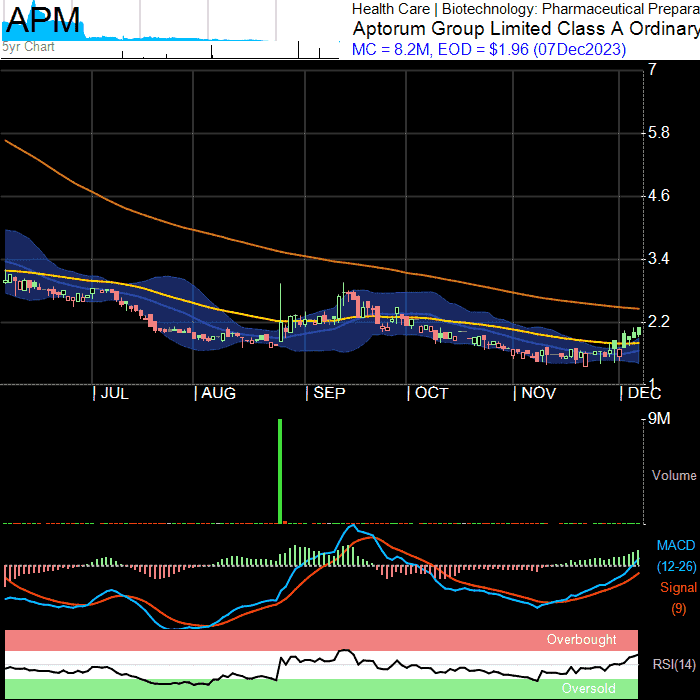 APM
5yr Chart
Health Care | Biotechnology: Pharmaceutical Prepara
Aptorum Group Limited Class A Ordinary
MC = 8.2M, EOD = $1.96 (07Dec2023)
7
5.8
4.6
3.4
2.2
1
JUL
AUG
SEP
OCT
NOV
DEC
9M
Volume
MACD
(12-26)
Signal
(9)
Overbought
RSI(14)
Oversold